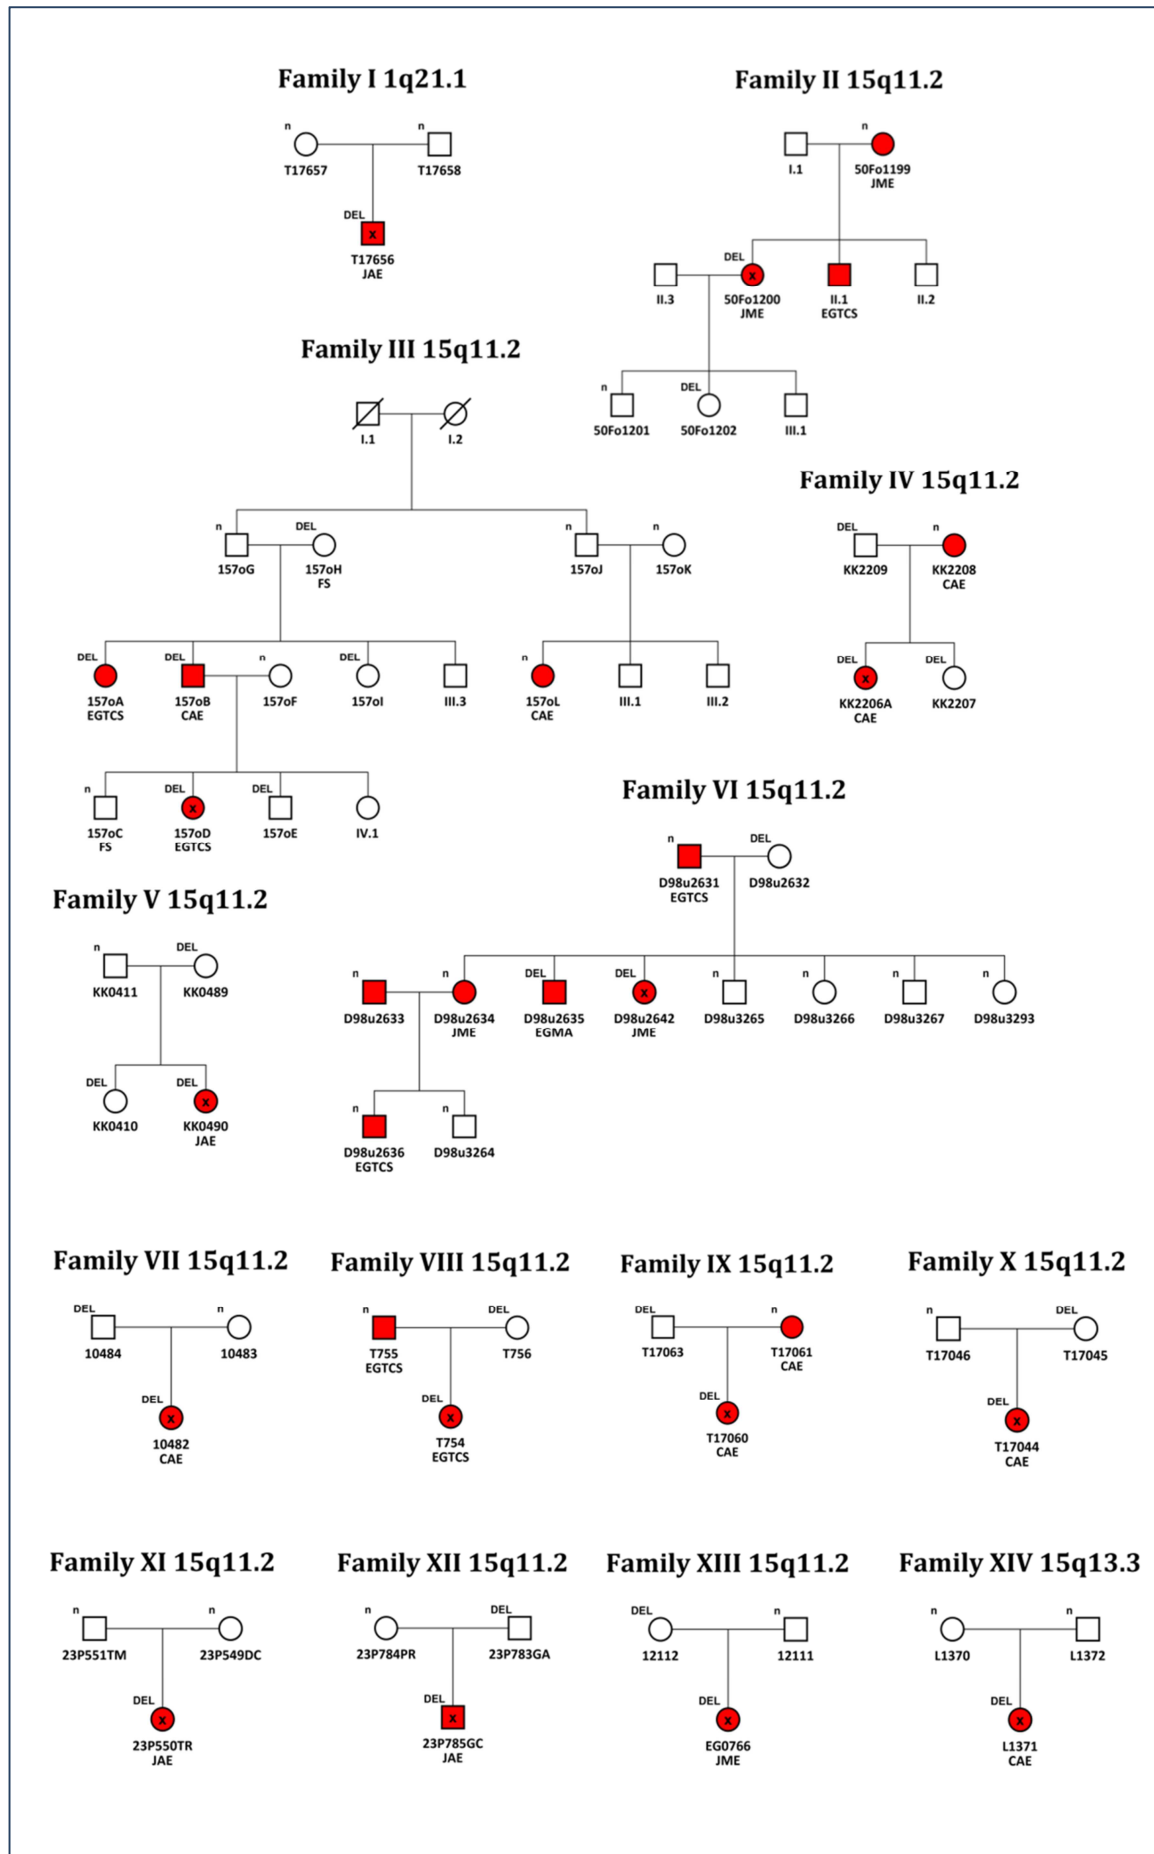 Family I 1q21.1
n
n
T17657
T17658
DEL
x
T17656
JAE
Family II 15q11.2
n
I.1
50Fo1199
JME
DEL
x
II.3
50Fo1200
JME
II.1
EGTCS
II.2
n
DEL
50Fo1201
50Fo1202
III.1
Family III 15q11.2
I.1
I.2
n
DEL
n
n
157oG
157oH
FS
157oJ
157oK
DEL
DEL
n
DEL
n
157oA
EGTCS
157oB
CAE
157oF
157oI
III.3
157oL
CAE
III.1
III.2
n
DEL
DEL
x
157oC
FS
157oD
EGTCS
157oE
IV.1
Family IV 15q11.2
DEL
n
KK2209
KK2208
CAE
DEL
DEL
x
KK2206A
CAE
KK2207
Family V 15q11.2
n
DEL
KK0411
KK0489
DEL
DEL
x
KK0410
KK0490
JAE
Family VI 15q11.2
n
DEL
D98u2631
EGTCS
D98u2632
n
n
DEL
DEL
n
n
n
n
x
D98u2633
D98u2634
JME
D98u2635
EGMA
D98u2642
JME
D98u3265
D98u3266
D98u3267
D98u3293
n
n
D98u2636
EGTCS
D98u3264
Family VII 15q11.2
DEL
n
10484
10483
DEL
x
10482
CAE
Family VIII 15q11.2
n
DEL
T755
EGTCS
T756
DEL
x
T754
EGTCS
Family IX 15q11.2
DEL
n
T17063
T17061
CAE
DEL
x
T17060
CAE
Family X 15q11.2
n
DEL
T17046
T17045
DEL
x
T17044
CAE
Family XI 15q11.2
n
n
23P551TM
23P549DC
DEL
x
23P550TR
JAE
Family XII 15q11.2
n
DEL
23P784PR
23P783GA
DEL
x
23P785GC
JAE
Family XIII 15q11.2
DEL
n
12112
12111
DEL
x
EG0766
JME
Family XIV 15q13.3
n
n
L1370
L1372
DEL
x
L1371
CAE